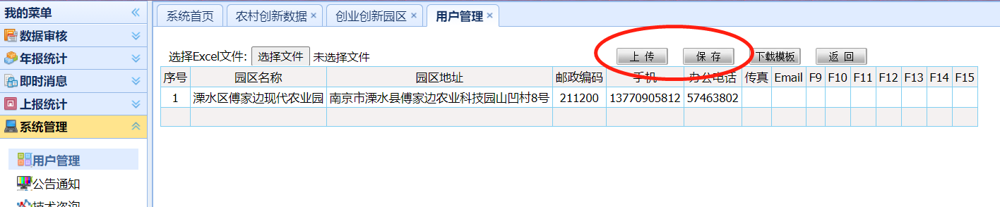 我的菜单
系统首页 农村创新数据 创业创新园区 用户管理
数据审核
年报统计
即时消息
上报统计
系统管理
用户管理
公告通知
技术咨询
选择Excel文件: 选择文件 未选择文件 上 传 保 存 下载模板 返 回
序号 园区名称 园区地址 邮政编码 手机 办公电话 传真 Email F9 F10 F11 F12 F13 F14 F15
1 溧水区傅家边现代农业园 南京市溧水县傅家边农业科技园山凹村8号 211200 13770905812 57463802